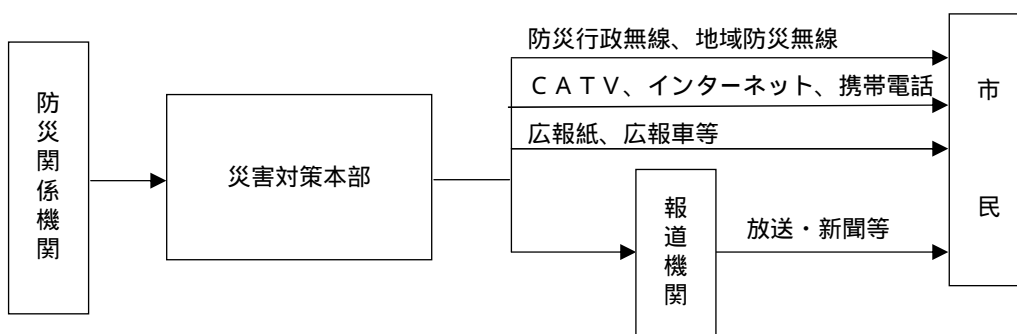 防災関係機関
災害対策本部
防災行政無線、地域防災無線
ＣＡＴＶ、インターネット、携帯電話
広報紙、広報車等
報道機関
放送・新聞等
市民